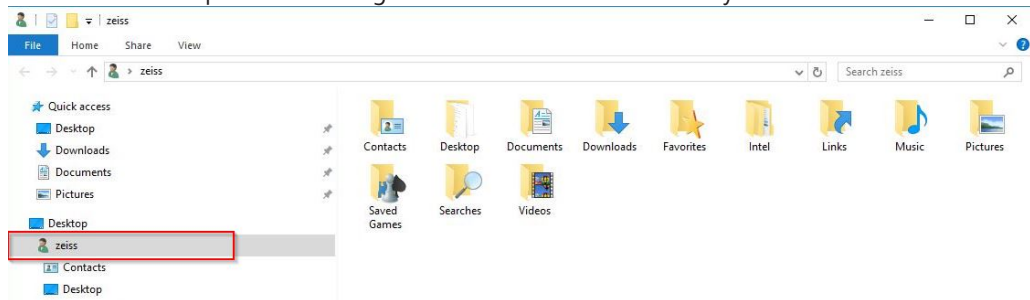 zeiss
File Home Share View
zeiss
Search zeiss
Quick access
Desktop
Downloads
Documents
Pictures
Desktop
zeiss
Contacts
Desktop
Contacts Desktop Documents Downloads Favorites Intel Links Music Pictures
Saved Games Searches Videos